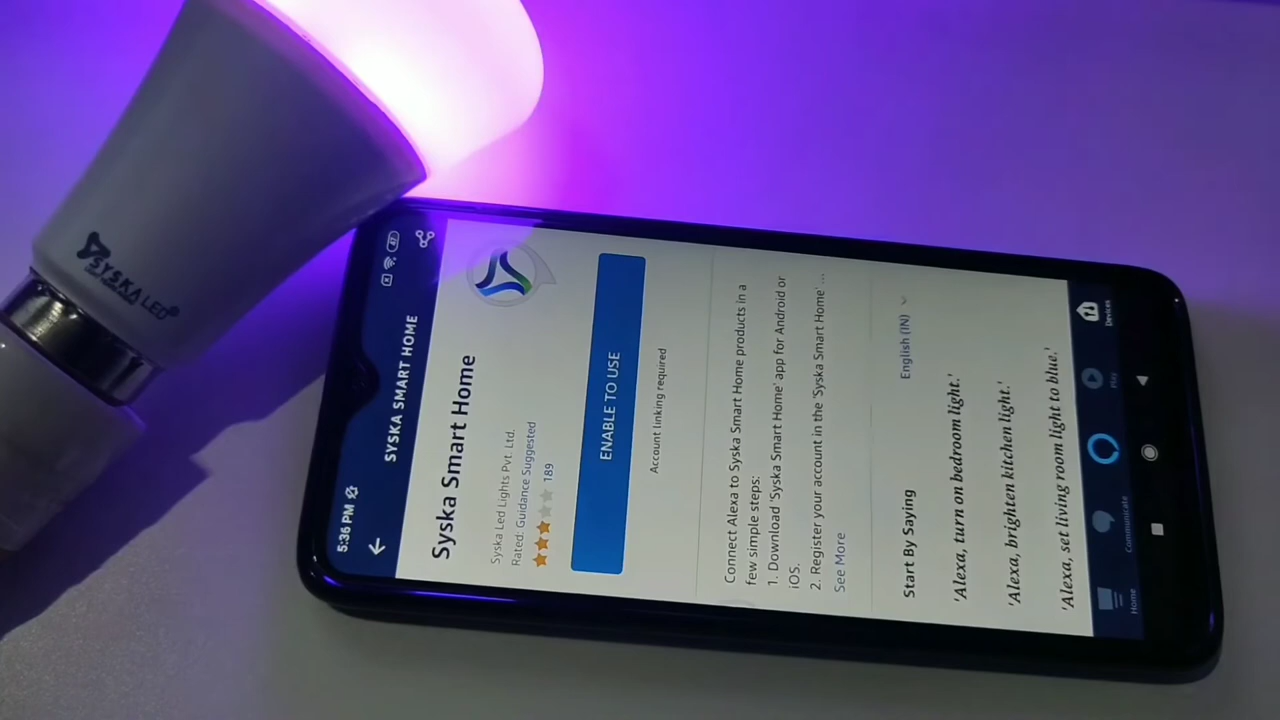 SYSKA LED
5:36 PM
47
SYSKA SMART HOME
Syska Smart Home
Syska Led Lights Pvt. Ltd.
Rated: Guidance Suggested
189
ENABLE TO USE
Account linking required
Connect Alexa to Syska Smart Home products in a
few simple steps:
1. Download 'Syska Smart Home' app for Android or
iOS.
2. Register your account in the 'Syska Smart Home' ...
See More
Start By Saying
English (IN)
'Alexa, turn on bedroom light.'
'Alexa, brighten kitchen light.'
'Alexa, set living room light to blue.'
Home
Communicate
Play
Devices